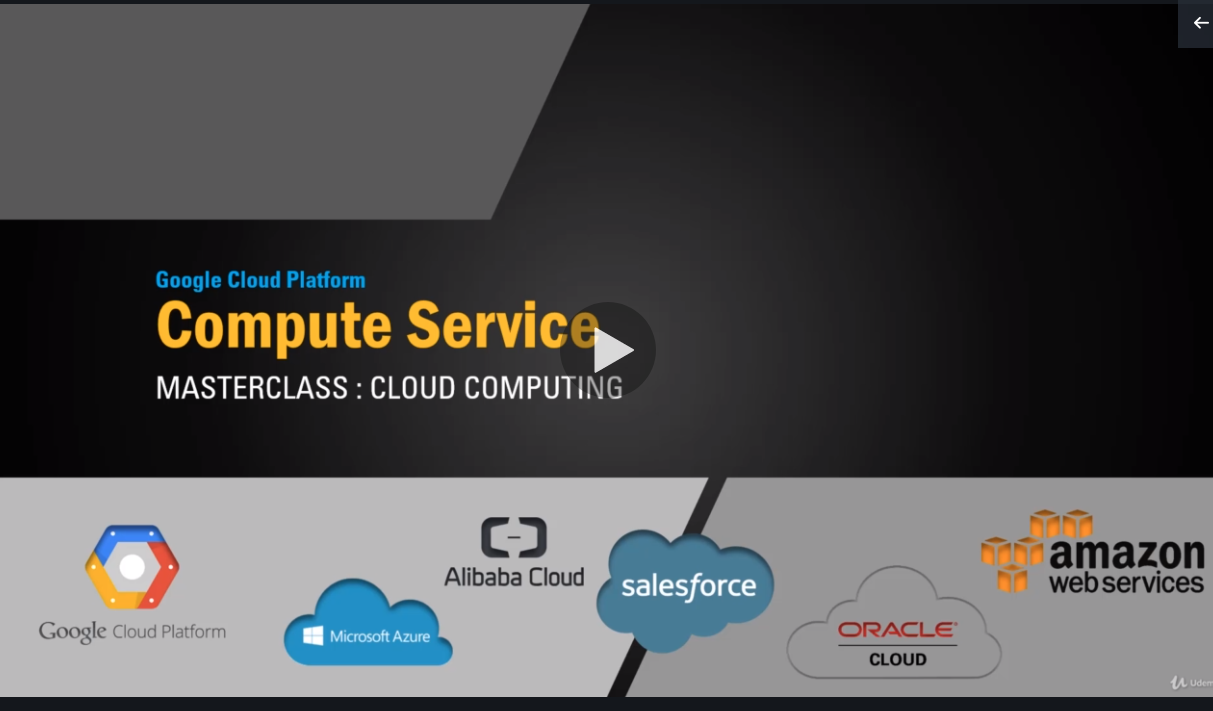 Google Cloud Platform
Compute Service
MASTERCLASS : CLOUD COMPUTING
Google Cloud Platform
Microsoft Azure
Alibaba Cloud
salesforce
ORACLE®
CLOUD
amazon
web services